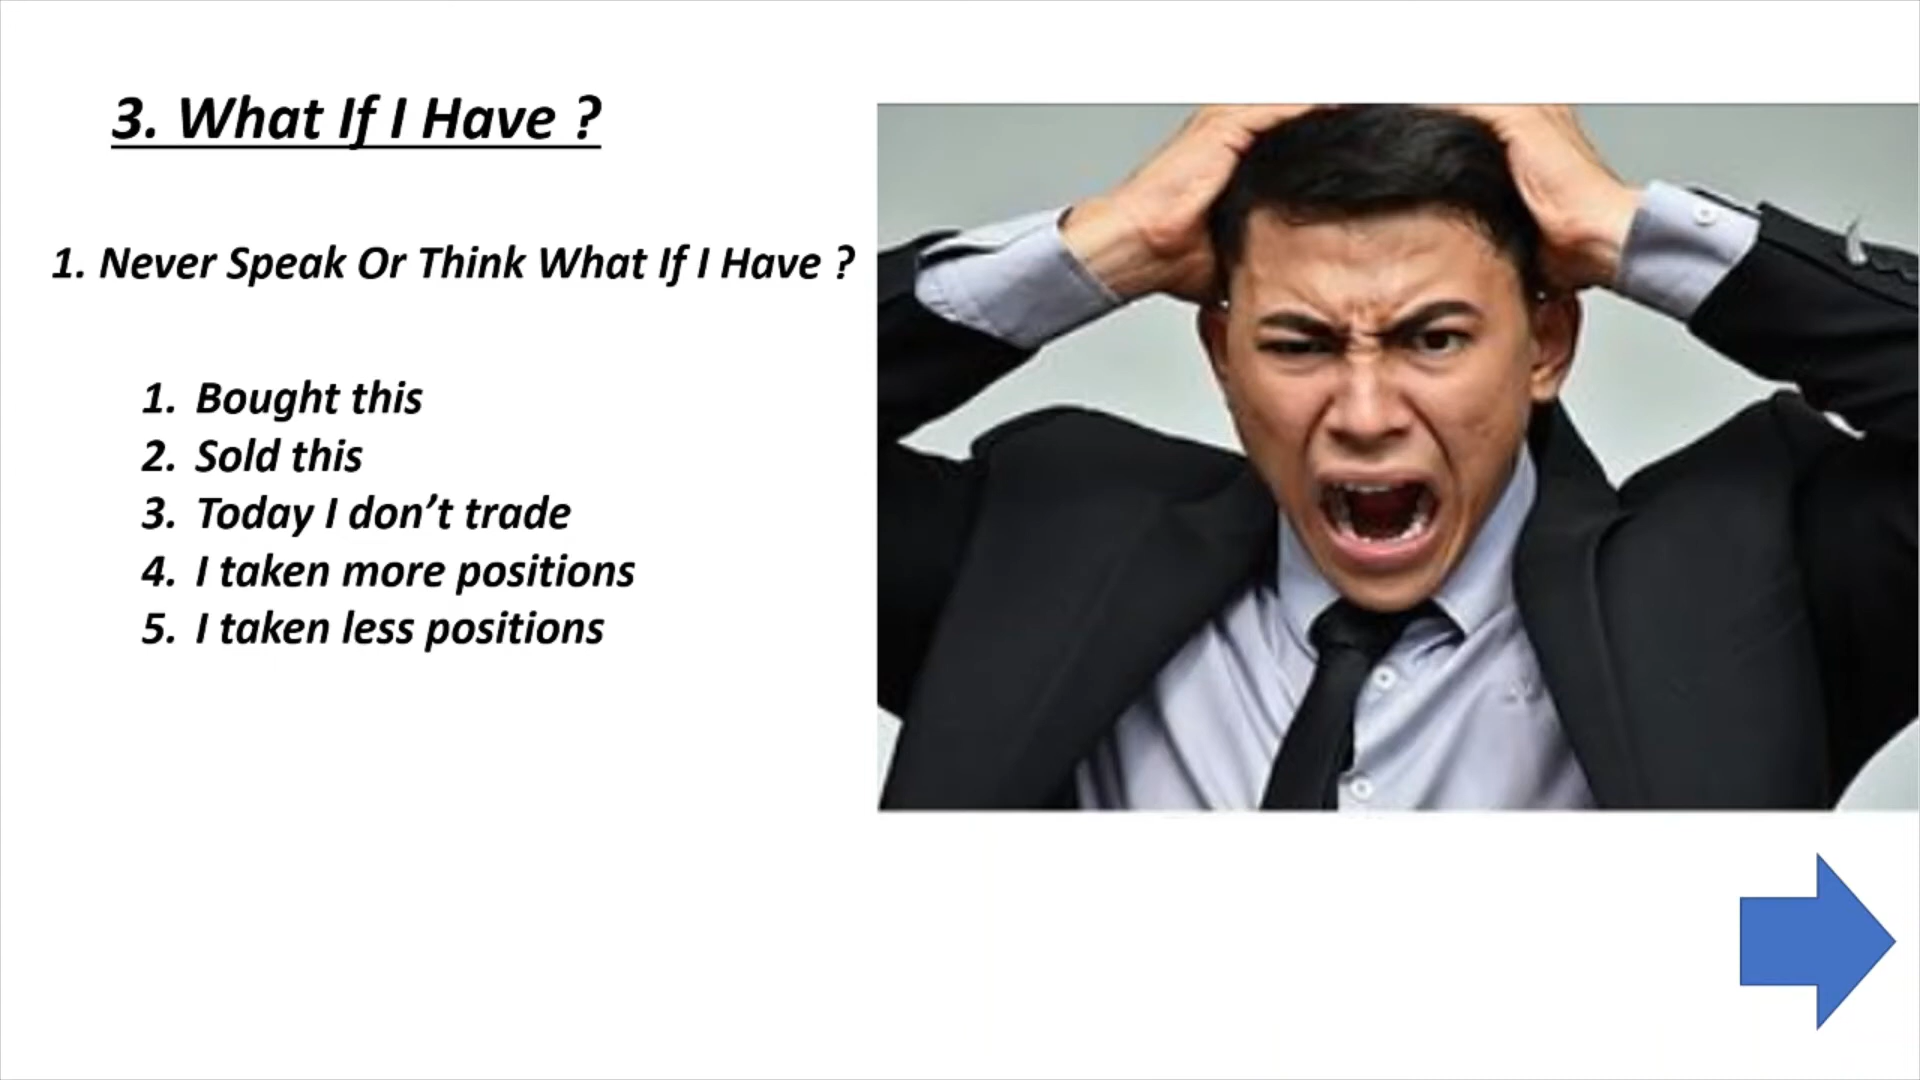 3. What If I Have ?
1. Never Speak Or Think What If I Have ?
1. Bought this
2. Sold this
3. Today I don’t trade
4. I taken more positions
5. I taken less positions